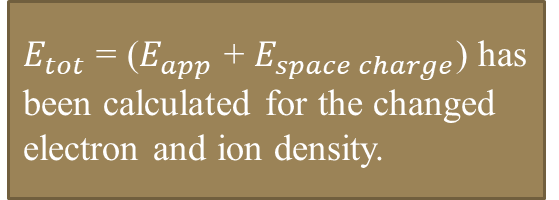 E_tot = (E_app + E_space charge) has
been calculated for the changed
electron and ion density.